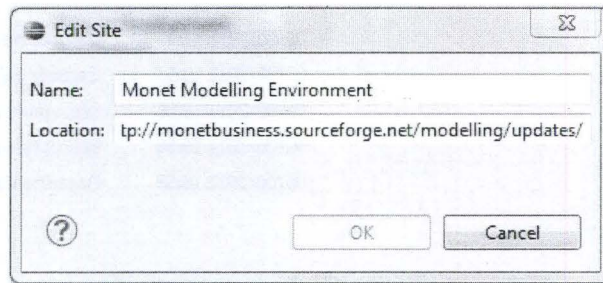 Edit Site
Name: Monet Modelling Environment
Location: tp://monetbusiness.sourceforge.net/modelling/updates/
?
OK
Cancel